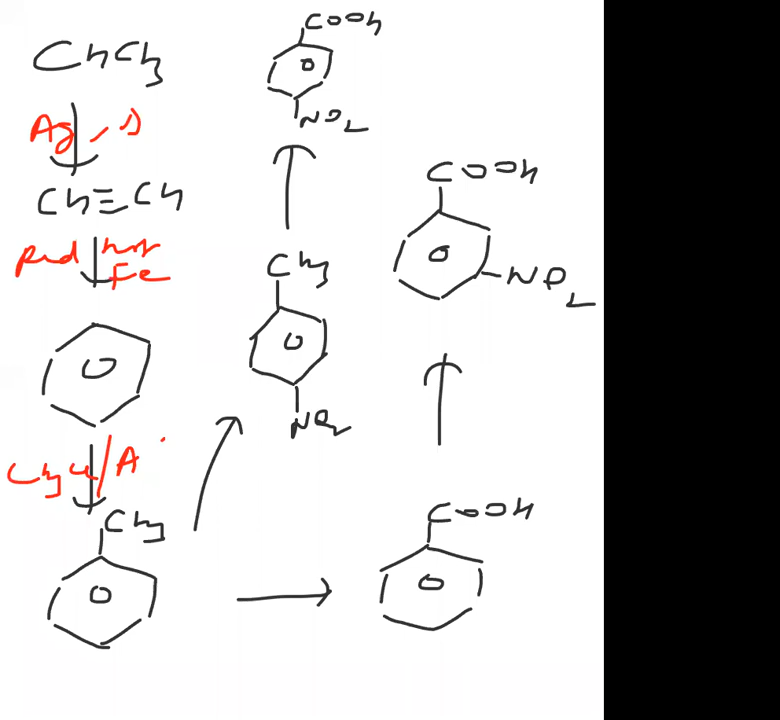 CHCl3
Ag, Δ
CH≡CH
Red hot
Fe
CH3Cl/A
CH3
CH3
NO2
COOH
NO2
COOH
COOH
NO2